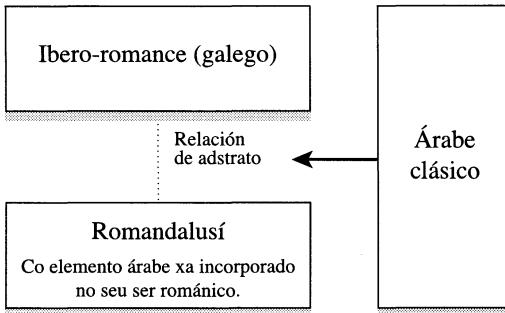 Ibero-romance (galego)
Relación
de adstrato
Árabe
clásico
Romandalusí
Co elemento árabe xa incorporado
no seu ser románico.